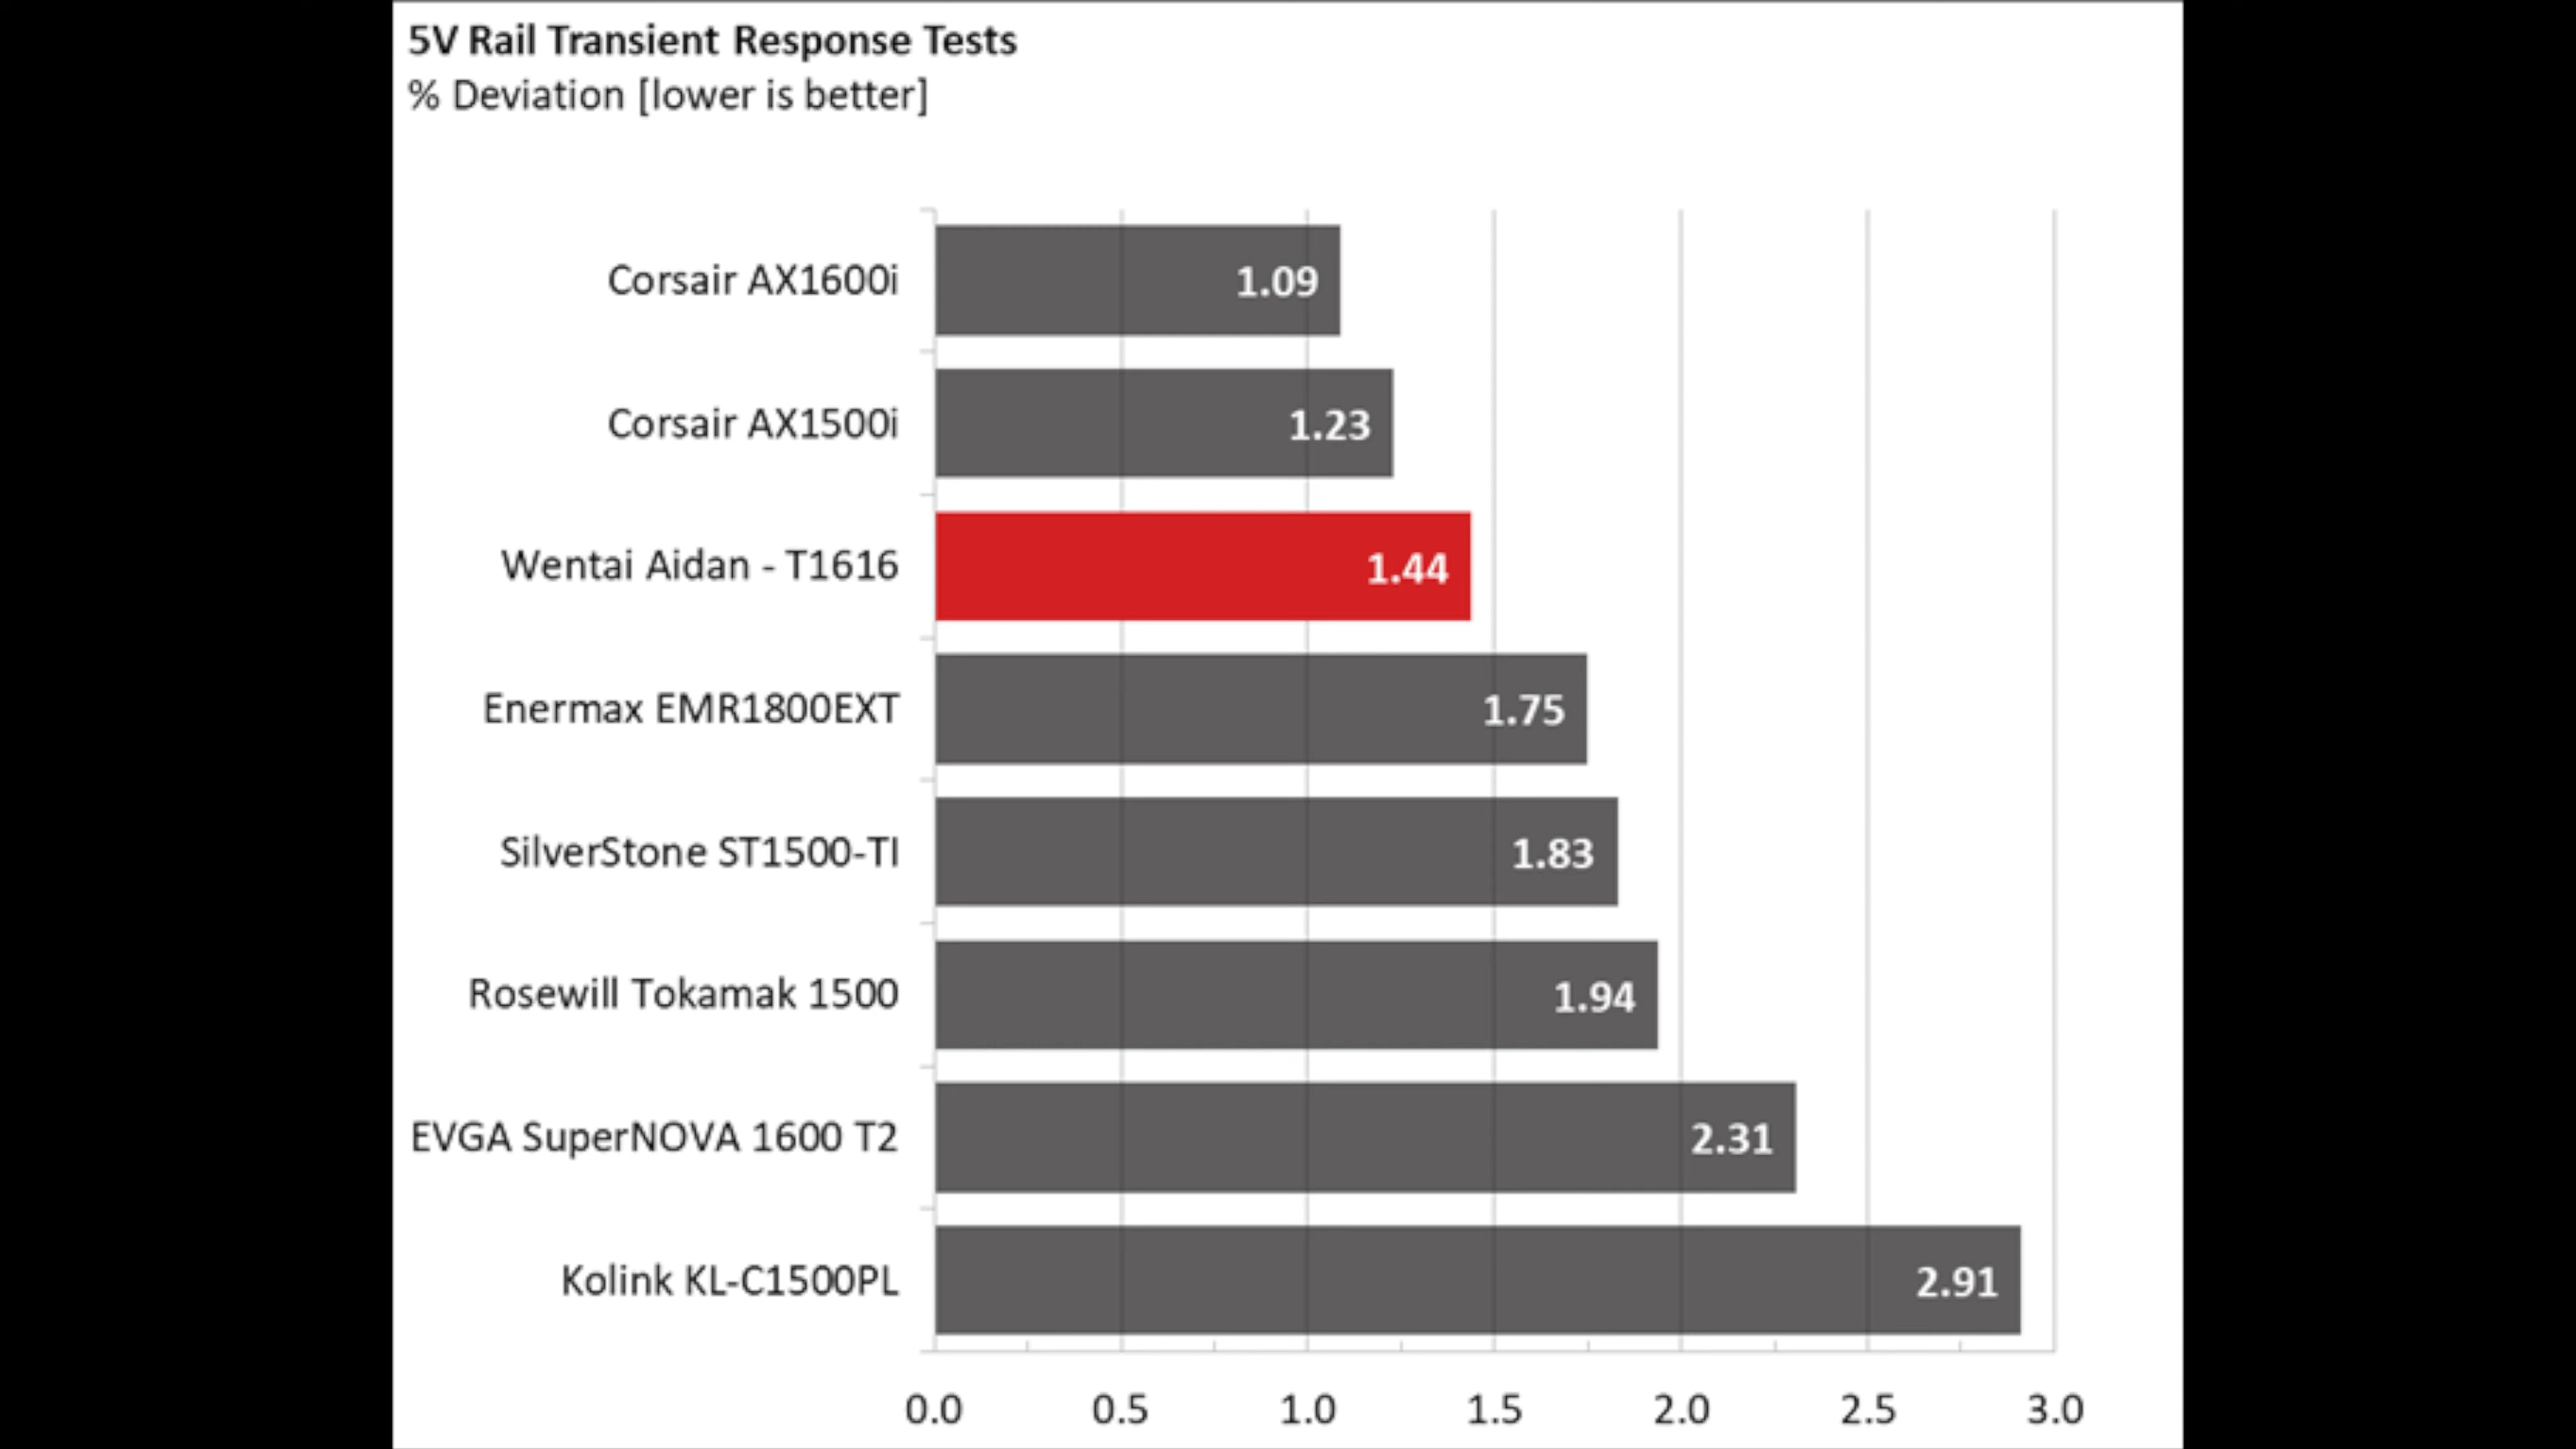 5V Rail Transient Response Tests
% Deviation [lower is better]
Corsair AX1600i 1.09
Corsair AX1500i 1.23
Wentai Aidan - T1616 1.44
Enermax EMR1800EXT 1.75
SilverStone ST1500-TI 1.83
Rosewill Tokamak 1500 1.94
EVGA SuperNOVA 1600 T2 2.31
Kolink KL-C1500PL 2.91
0.0 0.5 1.0 1.5 2.0 2.5 3.0